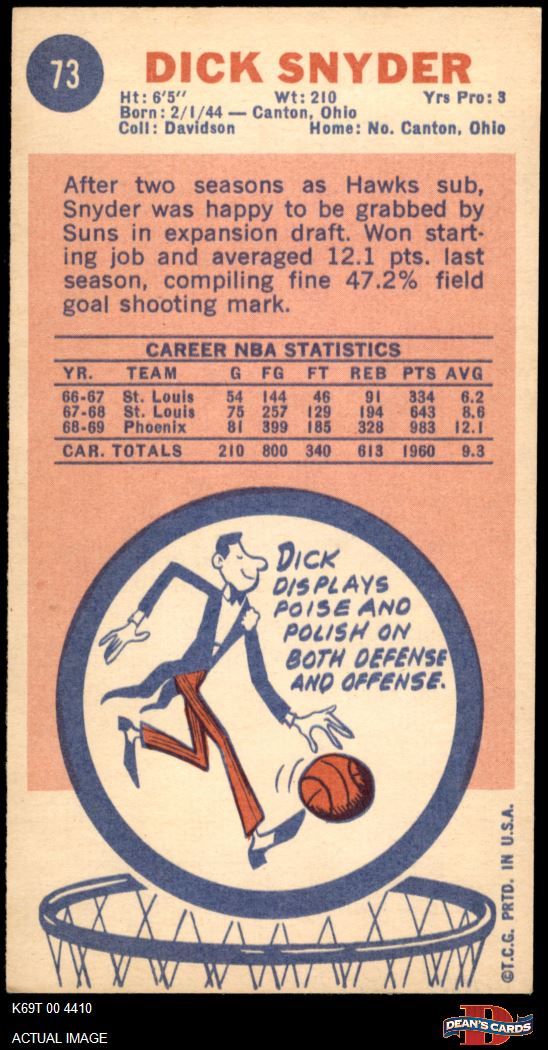 73
DICK SNYDER
Ht: 6'5" Wt: 210 Yrs Pro: 3
Born: 2/1/44 — Canton, Ohio
Coll: Davidson Home: No. Canton, Ohio
After two seasons as Hawks sub,
Snyder was happy to be grabbed by
Suns in expansion draft. Won start-
ing job and averaged 12.1 pts. last
season, compiling fine 47.2% field
goal shooting mark.
CAREER NBA STATISTICS
YR. TEAM G FG FT REB PTS AVG
66-67 St. Louis 54 144 46 91 334 6.2
67-68 St. Louis 75 257 129 194 643 8.6
68-69 Phoenix 81 399 185 328 983 12.1
CAR. TOTALS 210 800 340 613 1960 9.3
DICK
DISPLAYS
POISE AND
POLISH ON
BOTH DEFENSE
AND OFFENSE.
©T.C.G. PRTD. IN U.S.A.
K69T 00 4410
ACTUAL IMAGE
D
DEAN'S CARDS